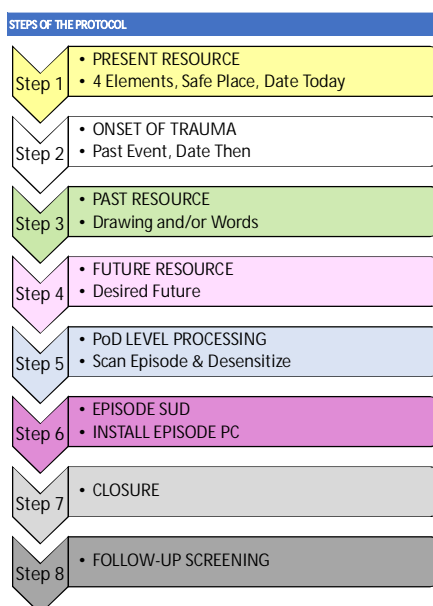 STEPS OF THE PROTOCOL
Step 1
• PRESENT RESOURCE
• 4 Elements, Safe Place, Date Today
Step 2
• ONSET OF TRAUMA
• Past Event, Date Then
Step 3
• PAST RESOURCE
• Drawing and/or Words
Step 4
• FUTURE RESOURCE
• Desired Future
Step 5
• PoD LEVEL PROCESSING
• Scan Episode & Desensitize
Step 6
• EPISODE SUD
• INSTALL EPISODE PC
Step 7
• CLOSURE
Step 8
• FOLLOW-UP SCREENING